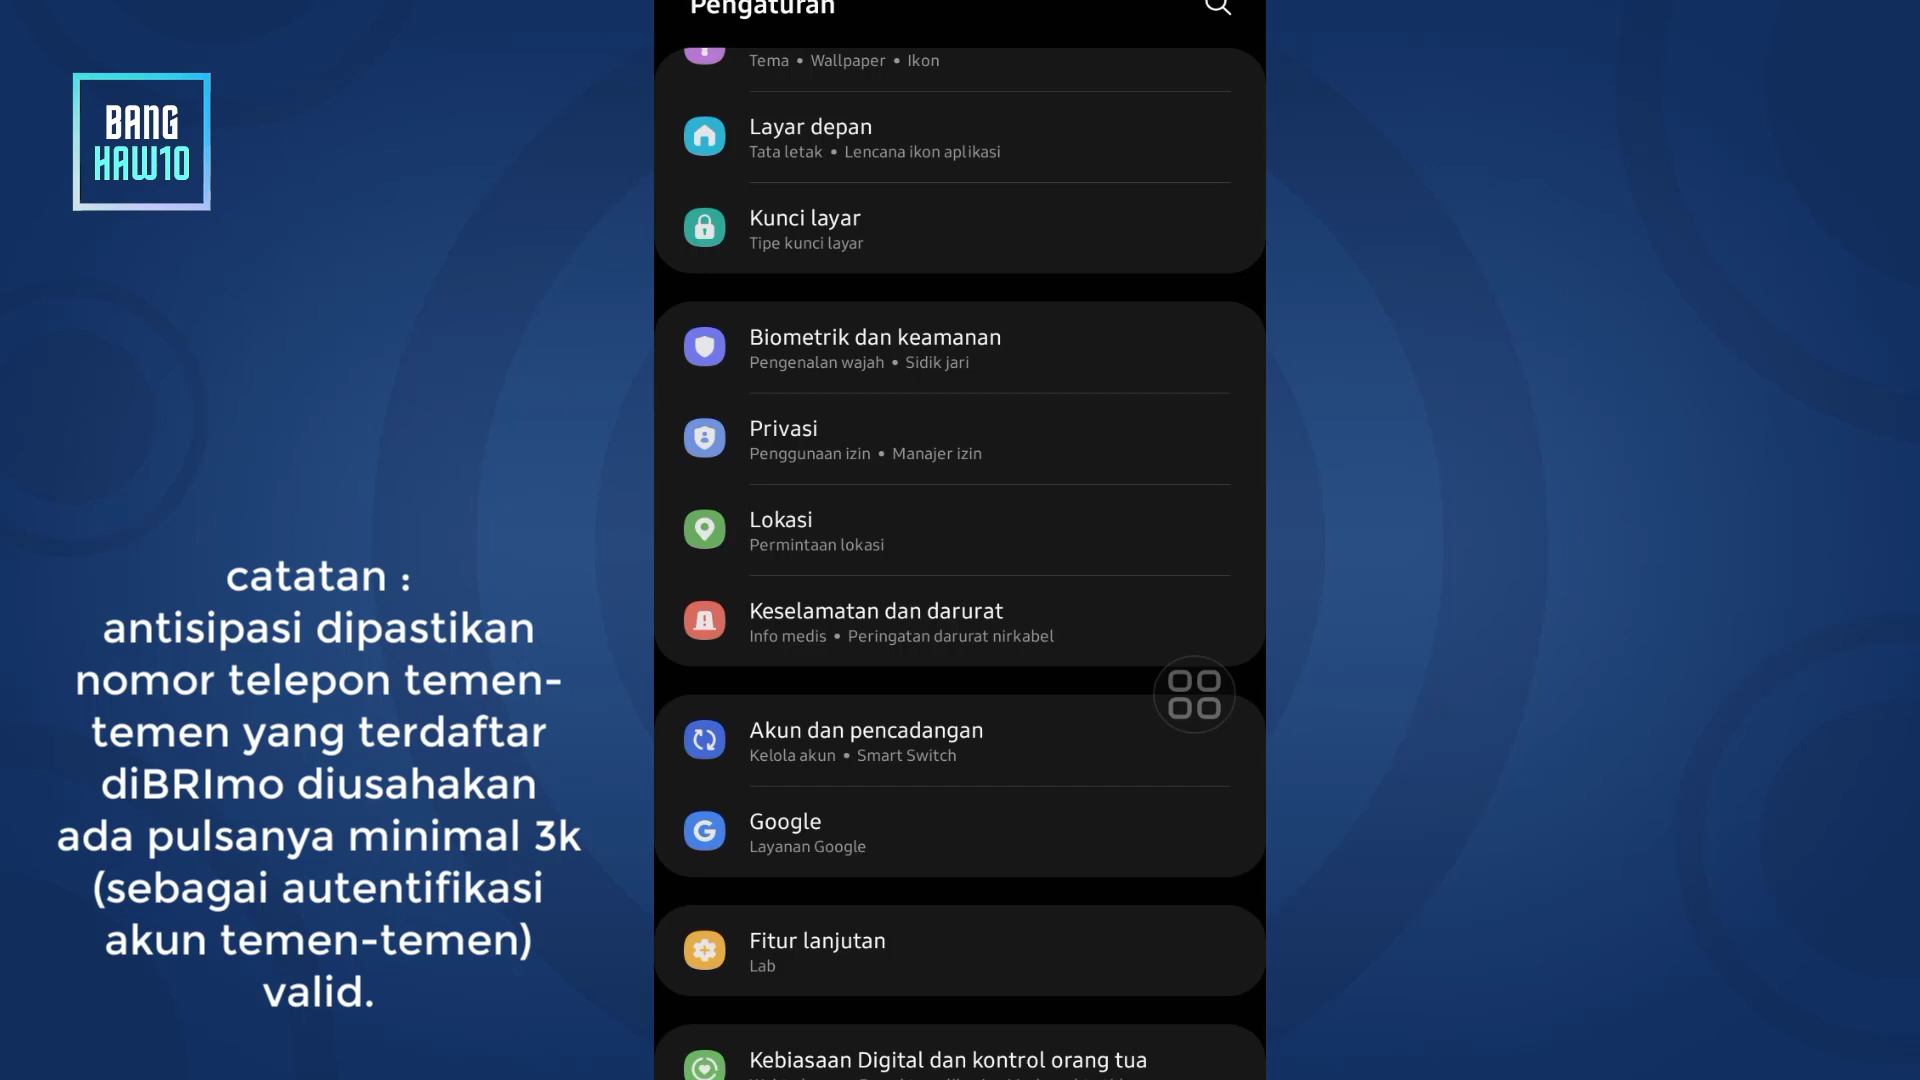 BANG
HAW10
catatan :
antisipasi dipastikan
nomor telepon temen-
temen yang terdaftar
diBRImo diusahakan
ada pulsanya minimal 3k
(sebagai autentifikasi
akun temen-temen)
valid.
Pengaturan
Tema • Wallpaper • Ikon
Layar depan
Tata letak • Lencana ikon aplikasi
Kunci layar
Tipe kunci layar
Biometrik dan keamanan
Pengenalan wajah • Sidik jari
Privasi
Penggunaan izin • Manajer izin
Lokasi
Permintaan lokasi
Keselamatan dan darurat
Info medis • Peringatan darurat nirkabel
Akun dan pencadangan
Kelola akun • Smart Switch
Google
Layanan Google
Fitur lanjutan
Lab
Kebiasaan Digital dan kontrol orang tua